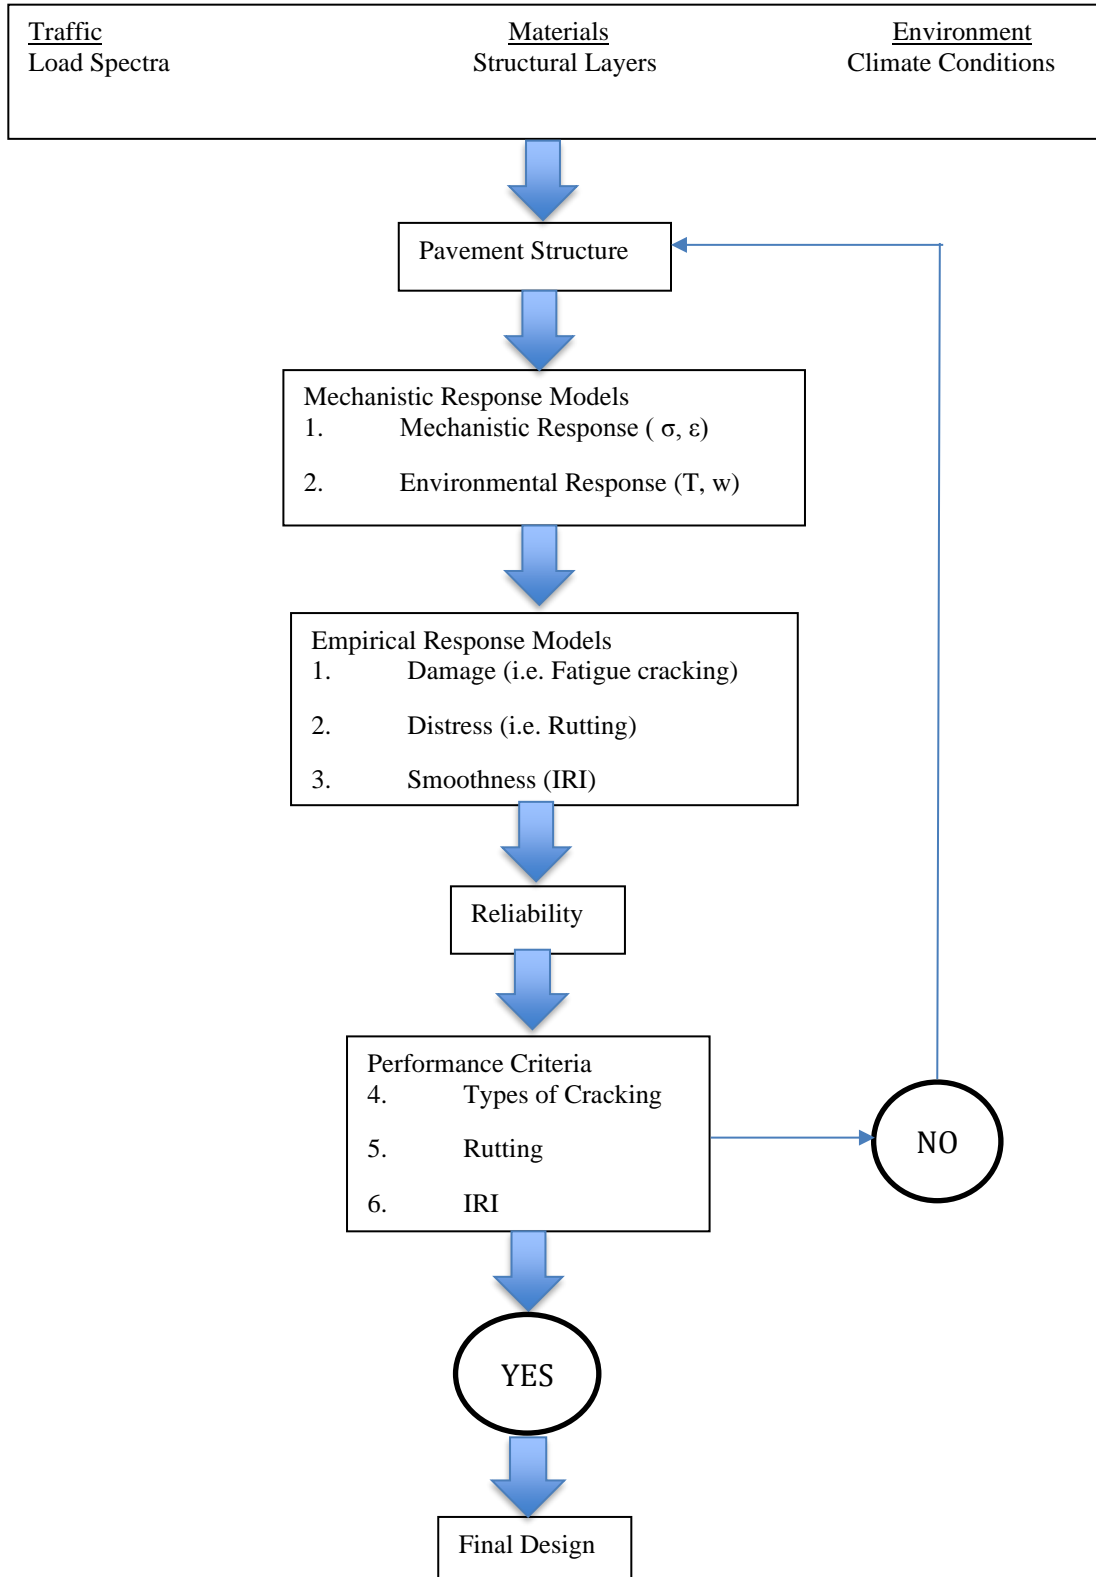 Traffic Materials Environment
Load Spectra Structural Layers Climate Conditions
Pavement Structure
Mechanistic Response Models
1. Mechanistic Response ( σ, ε)
2. Environmental Response (T, w)
Empirical Response Models
1. Damage (i.e. Fatigue cracking)
2. Distress (i.e. Rutting)
3. Smoothness (IRI)
Reliability
Performance Criteria
4. Types of Cracking
5. Rutting
6. IRI
NO
YES
Final Design